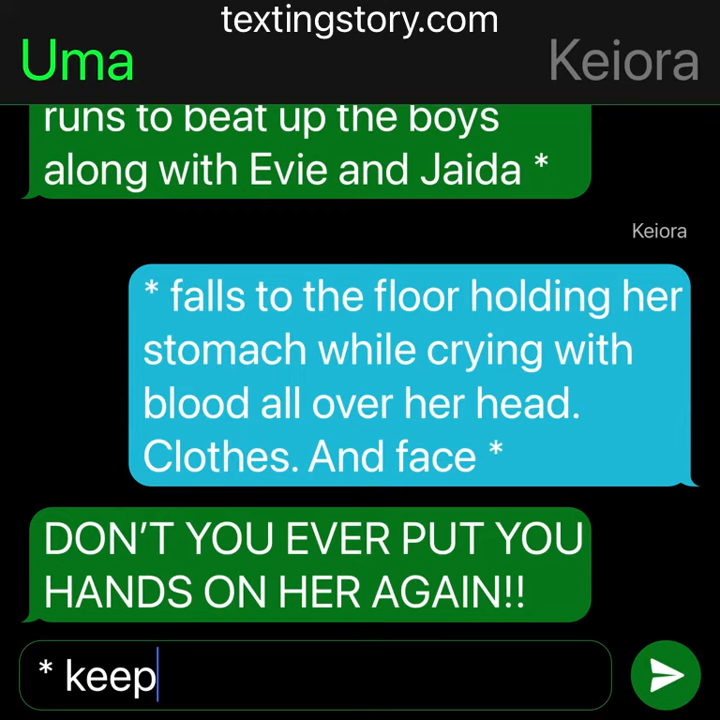 textingstory.com
Uma
Keiora
runs to beat up the boys
along with Evie and Jaida *
Keiora
* falls to the floor holding her
stomach while crying with
blood all over her head.
Clothes. And face *
DON’T YOU EVER PUT YOU
HANDS ON HER AGAIN!!
* keep